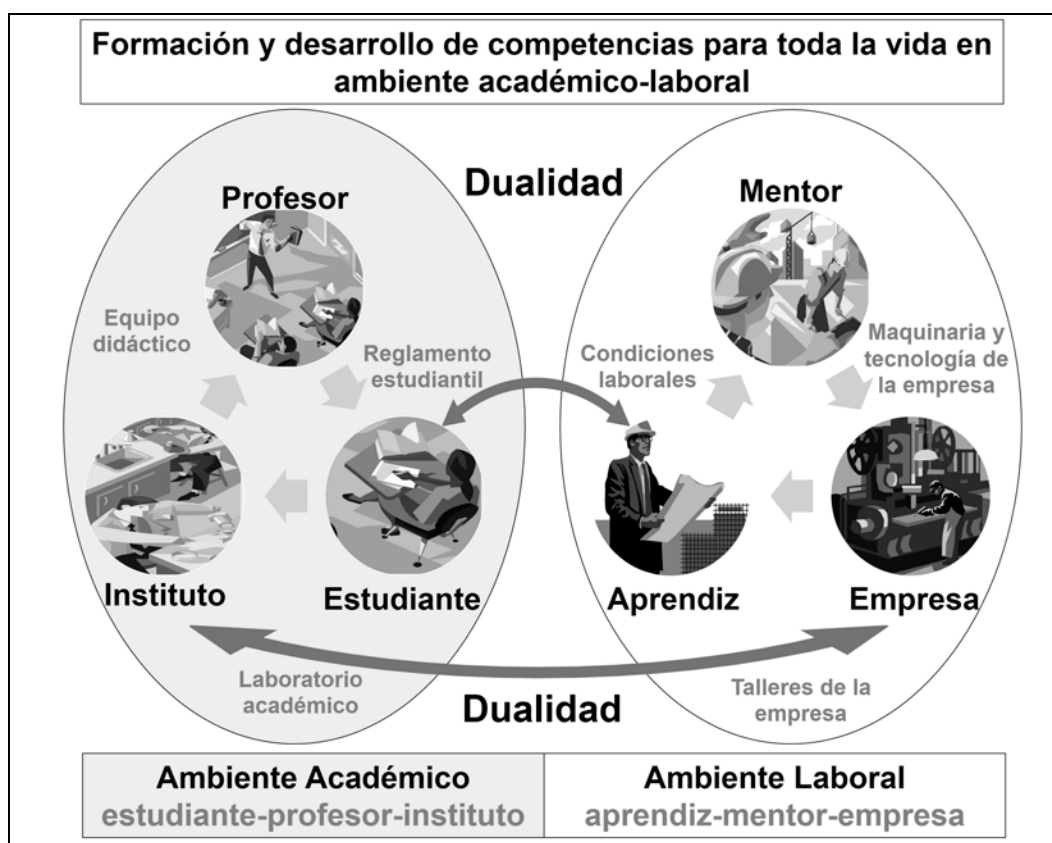 Formación y desarrollo de competencias para toda la vida en
ambiente académico-laboral
Dualidad
Profesor
Mentor
Equipo
didáctico
Reglamento
estudiantil
Condiciones
laborales
Maquinaria y
tecnología de
la empresa
Instituto
Estudiante
Aprendiz
Empresa
Laboratorio
académico
Dualidad
Talleres de la
empresa
Ambiente Académico
estudiante-profesor-instituto
Ambiente Laboral
aprendiz-mentor-empresa